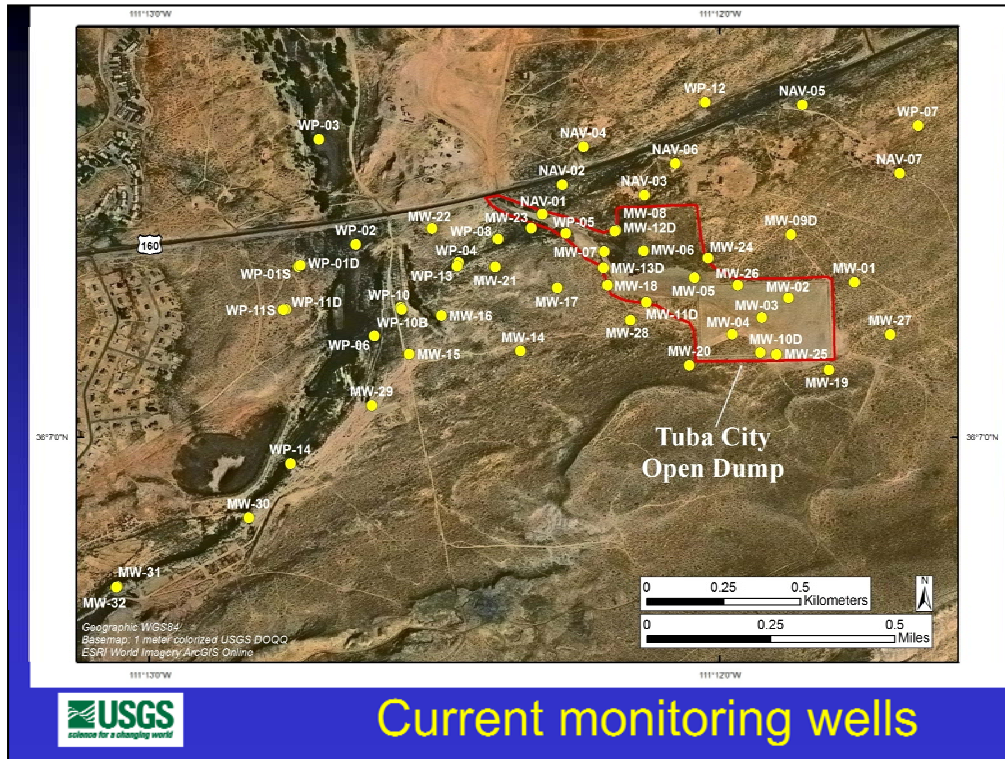 111°13'0"W
111°12'0"W
WP-12
NAV-05
WP-07
WP-03
NAV-04
NAV-06
NAV-07
NAV-02
NAV-03
NAV-01
MW-22
MW-23
MW-08
WP-08
WP-05
MW-12D
MW-09D
160
WP-02
MW-07
MW-06
MW-24
WP-04
WP-01S
WP-01D
WP-13
MW-21
MW-13D
MW-26
MW-01
MW-18
MW-05
MW-02
MW-17
WP-11S
WP-11D
WP-10
MW-16
MW-11D
MW-03
WP-10B
MW-28
MW-04
MW-27
WP-06
MW-10D
MW-15
MW-14
MW-20
MW-25
MW-19
MW-29
36°7'0"N
36°7'0"N
Tuba City
Open Dump
WP-14
MW-30
MW-31
MW-32
0 0.25 0.5
Kilometers
N
0 0.25 0.5
Miles
Geographic WGS84
Basemap: 1 meter colorized USGS DOQQ
ESRI World Imagery ArcGIS Online
111°13'0"W
111°12'0"W
USGS
science for a changing world
Current monitoring wells